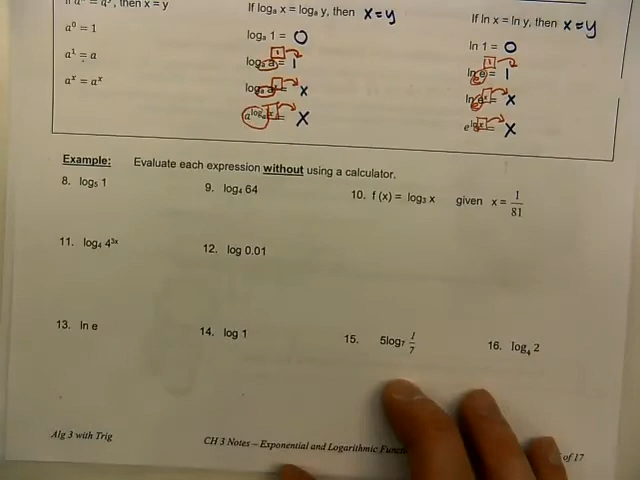 If aˣ = aʸ, then x = y If logₐ x = logₐ y, then x=y If ln x = ln y, then x=y
a⁰ = 1 logₐ 1 = 0 ln 1 = 0
a¹ = a logₐ a = 1 ln e = 1
aˣ = aˣ logₐ aˣ = x ln eˣ = x
a^(logₐ x) = x e^(ln x) = x
Example: Evaluate each expression without using a calculator.
8. log₅ 1 9. log₄ 64 10. f (x) = log₃ x given x = 1/81
11. log₄ 4³ˣ 12. log 0.01
13. ln e 14. log 1 15. 5log₇ 1/7 16. log₄ 2
Alg 3 with Trig CH 3 Notes – Exponential and Logarithmic of 17